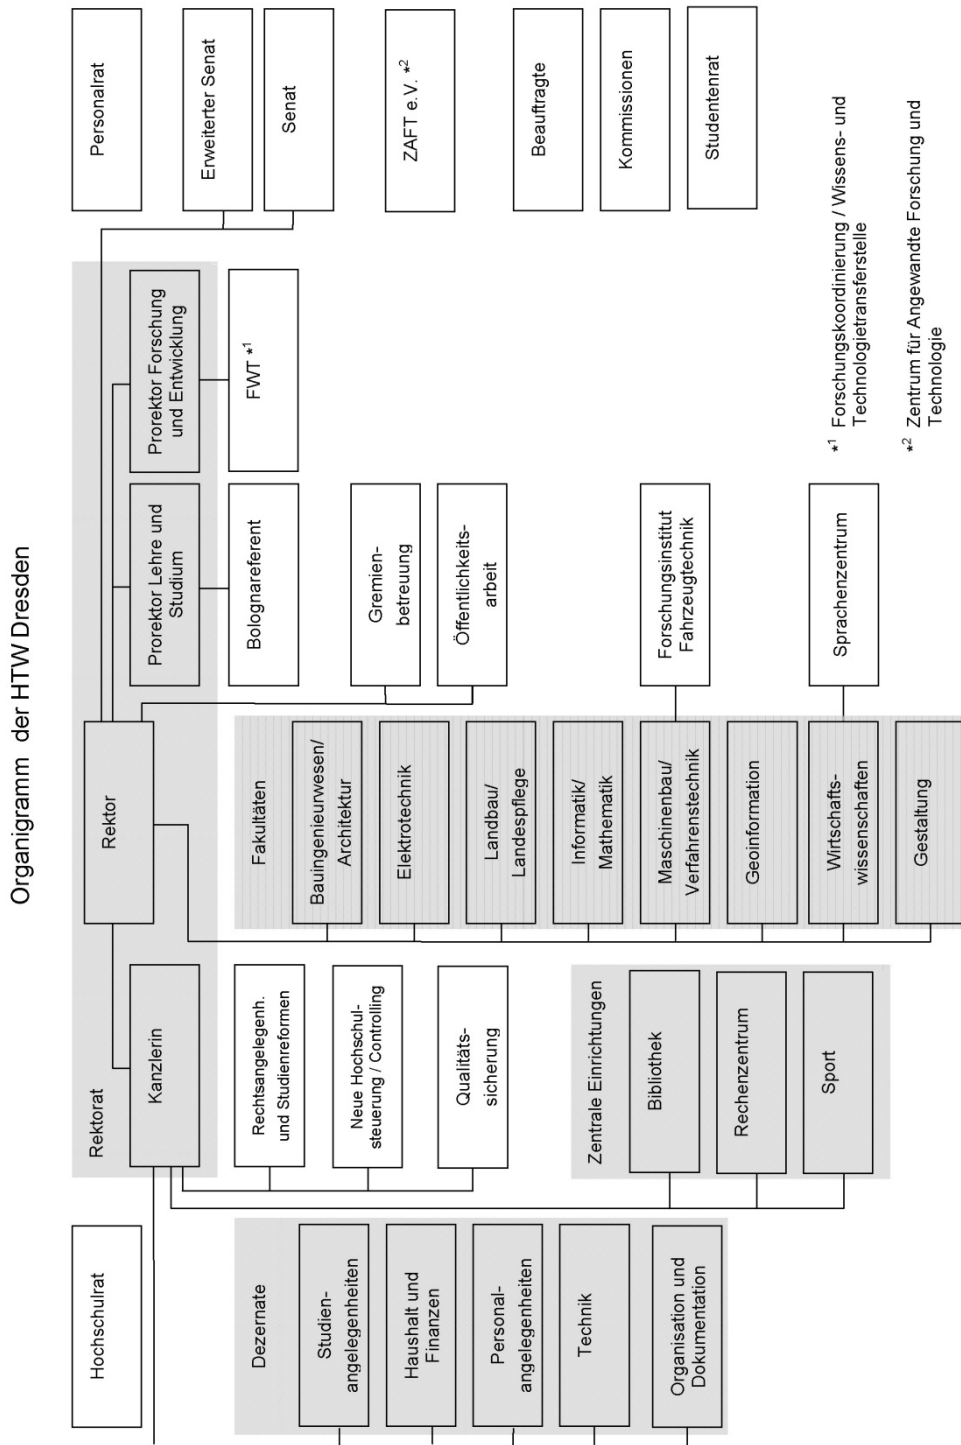 Organigramm der HTW Dresden
Hochschulrat
Rektorat
Kanzlerin
Rektor
Prorektor Lehre und
Studium
Prorektor Forschung
und Entwicklung
Personalrat
Dezernate
Studien-
angelegenheiten
Haushalt und
Finanzen
Personal-
angelegenheiten
Technik
Organisation und
Dokumentation
Rechtsangelegenh.
und Studienreformen
Neue Hochschul-
steuerung / Controlling
Qualitäts-
sicherung
Zentrale Einrichtungen
Bibliothek
Rechenzentrum
Sport
Fakultäten
Bauingenieurwesen/
Architektur
Elektrotechnik
Landbau/
Landespflege
Informatik/
Mathematik
Maschinenbau/
Verfahrenstechnik
Geoinformation
Wirtschafts-
wissenschaften
Gestaltung
Bolognareferent
Gremien-
betreuung
Öffentlichkeits-
arbeit
Forschungsinstitut
Fahrzeugtechnik
Sprachenzentrum
FWT *1
Erweiterter Senat
Senat
ZAFT e.V. *2
Beauftragte
Kommissionen
Studentenrat
*1 Forschungskoordinierung / Wissens- und
Technologietransferstelle
*2 Zentrum für Angewandte Forschung und
Technologie